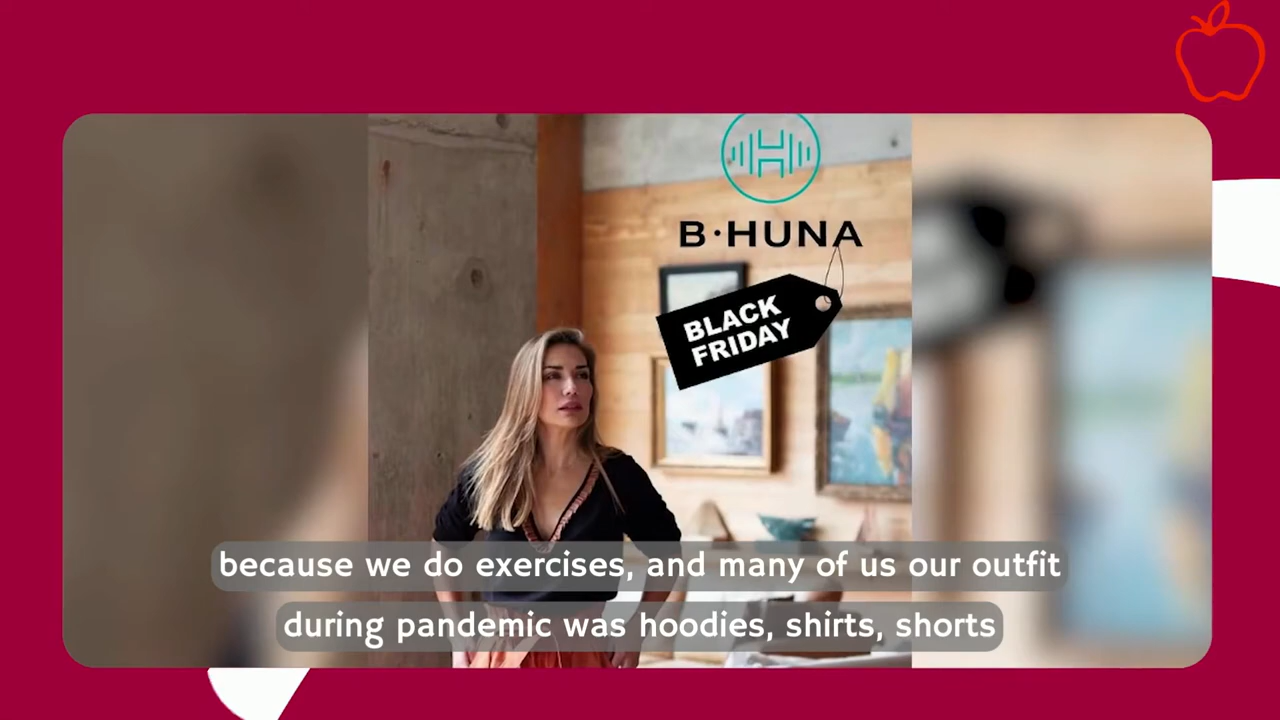 B·HUNA
BLACK
FRIDAY
because we do exercises, and many of us our outfit
during pandemic was hoodies, shirts, shorts